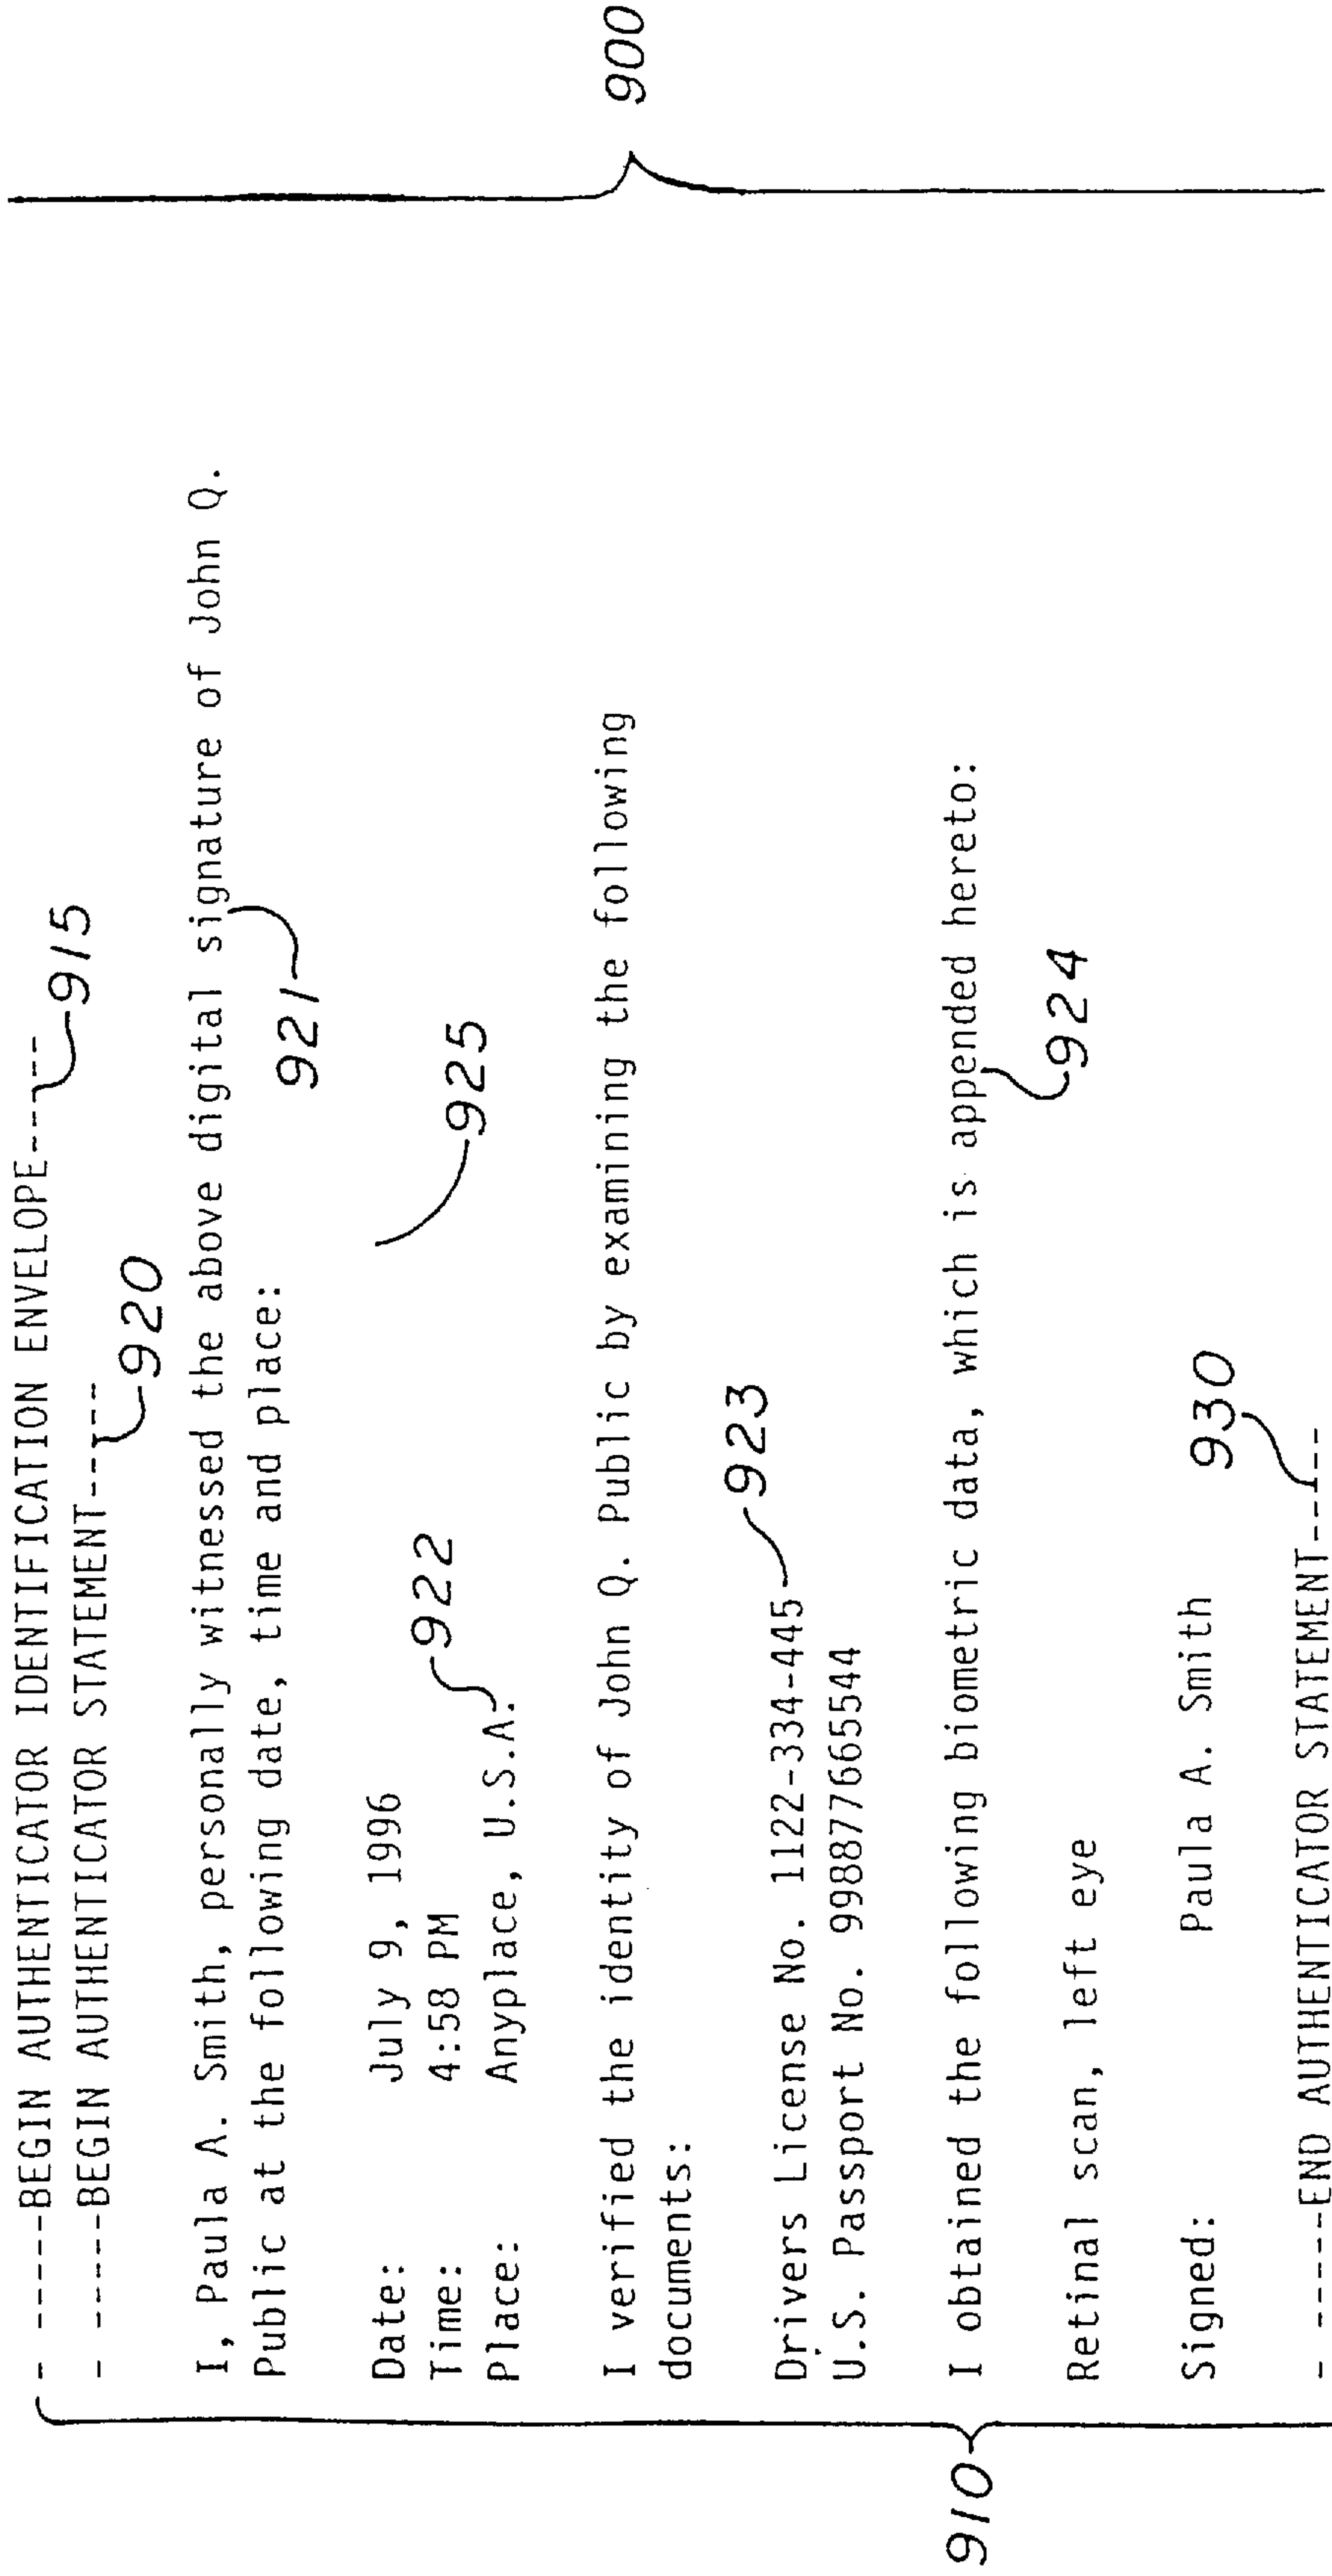 - -----BEGIN AUTHENTICATOR IDENTIFICATION ENVELOPE-----
915
- -----BEGIN AUTHENTICATOR STATEMENT-----
920
I, Paula A. Smith, personally witnessed the above digital signature of John Q.
Public at the following date, time and place:
921
925
Date: July 9, 1996
Time: 4:58 PM
922
Place: Anyplace, U.S.A.
I verified the identity of John Q. Public by examining the following
documents:
900
923
Drivers License No. 1122-334-445
U.S. Passport No. 998877665544
I obtained the following biometric data, which is appended hereto:
910
924
Retinal scan, left eye
Signed: Paula A. Smith
930
- -----END AUTHENTICATOR STATEMENT-----